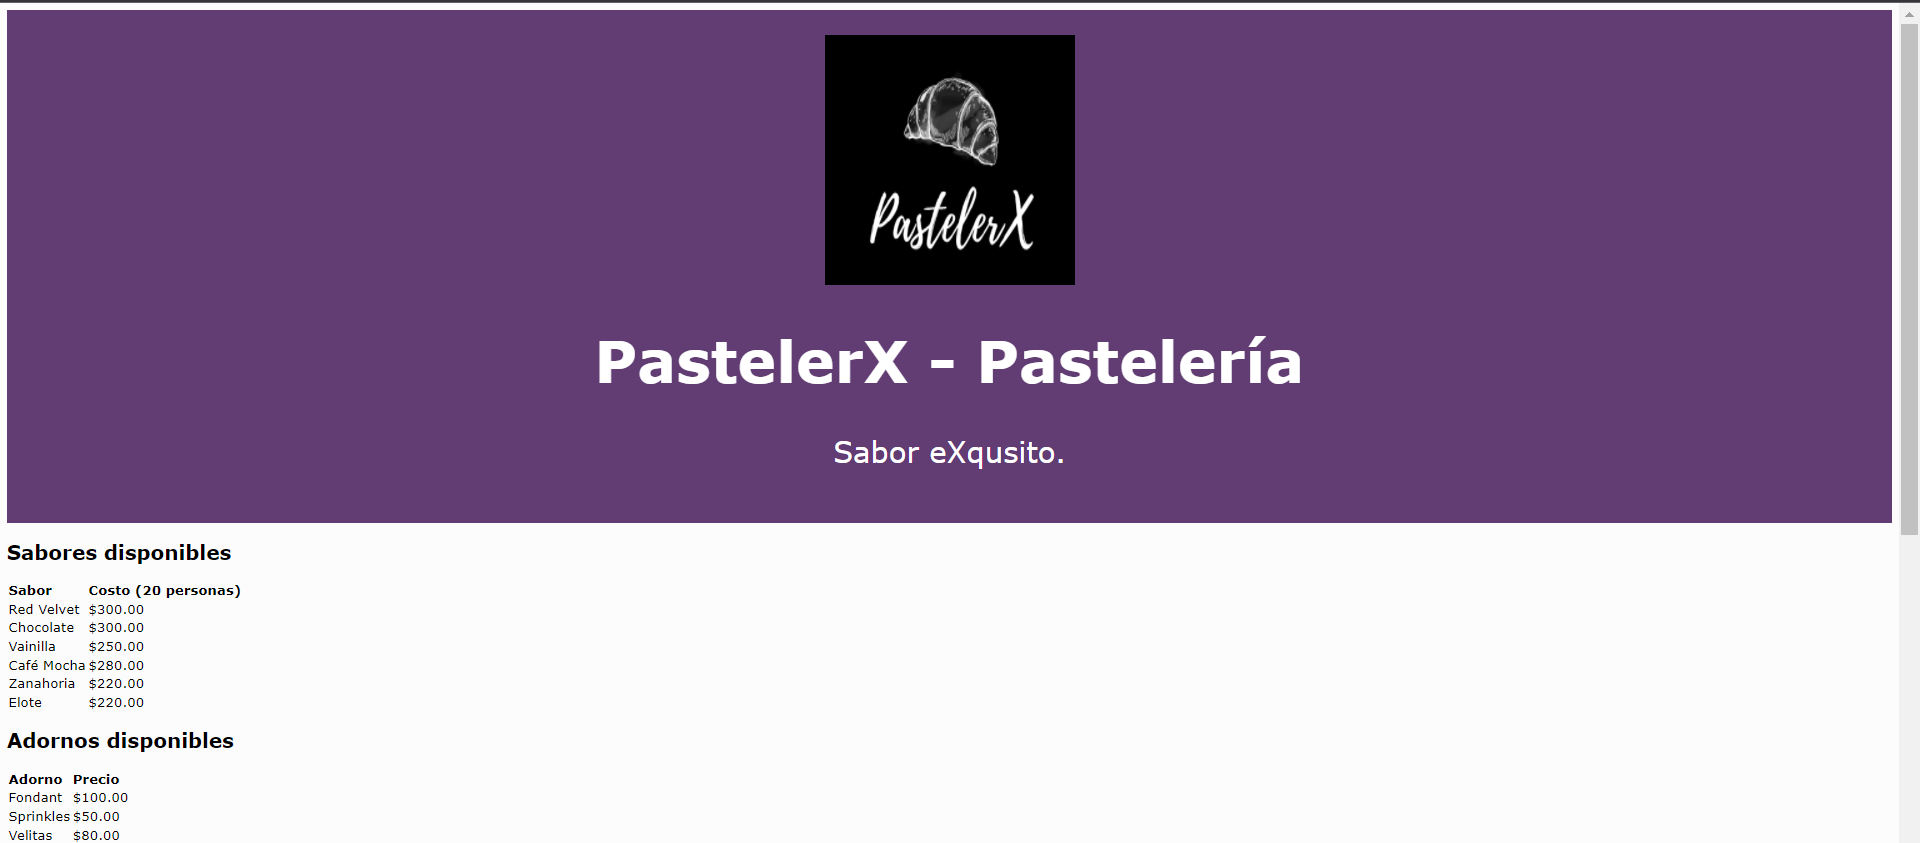 PastelerX
PastelerX - Pastelería
Sabor eXqusito.
Sabores disponibles
Sabor Costo (20 personas)
Red Velvet $300.00
Chocolate $300.00
Vainilla $250.00
Café Mocha $280.00
Zanahoria $220.00
Elote $220.00
Adornos disponibles
Adorno Precio
Fondant $100.00
Sprinkles $50.00
Velitas $80.00